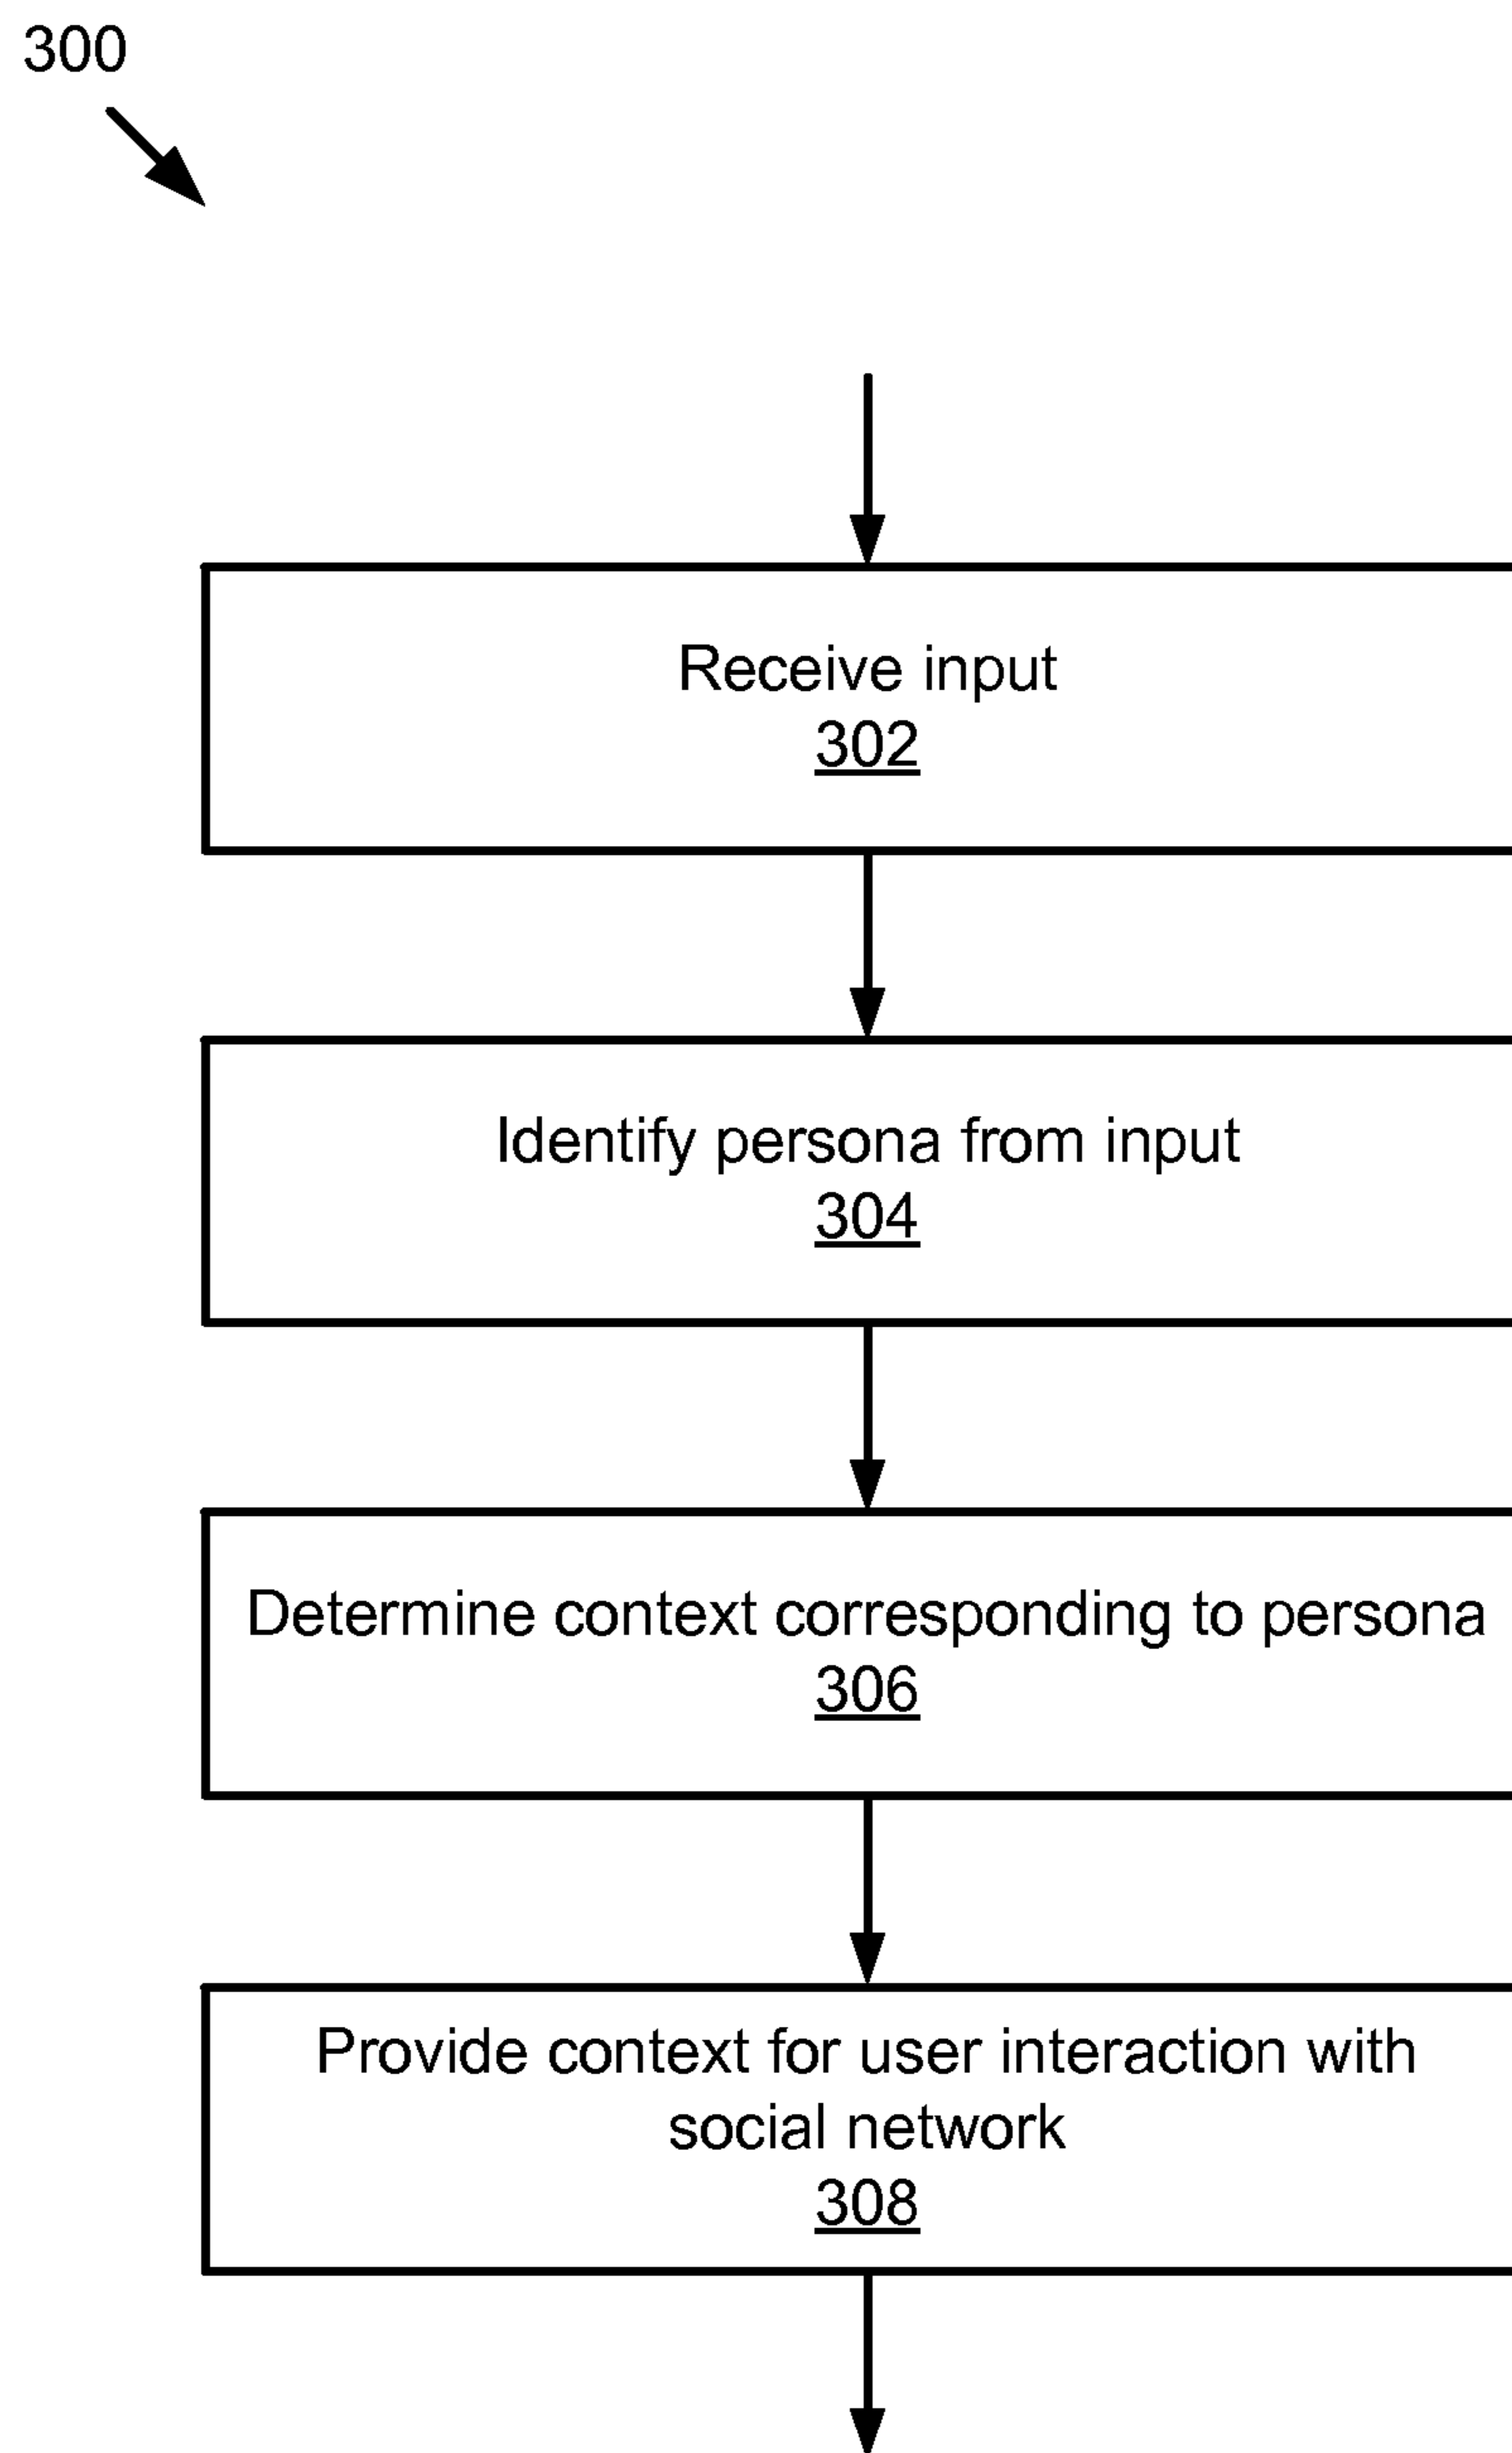 300
Receive input
302
Identify persona from input
304
Determine context corresponding to persona
306
Provide context for user interaction with
social network
308